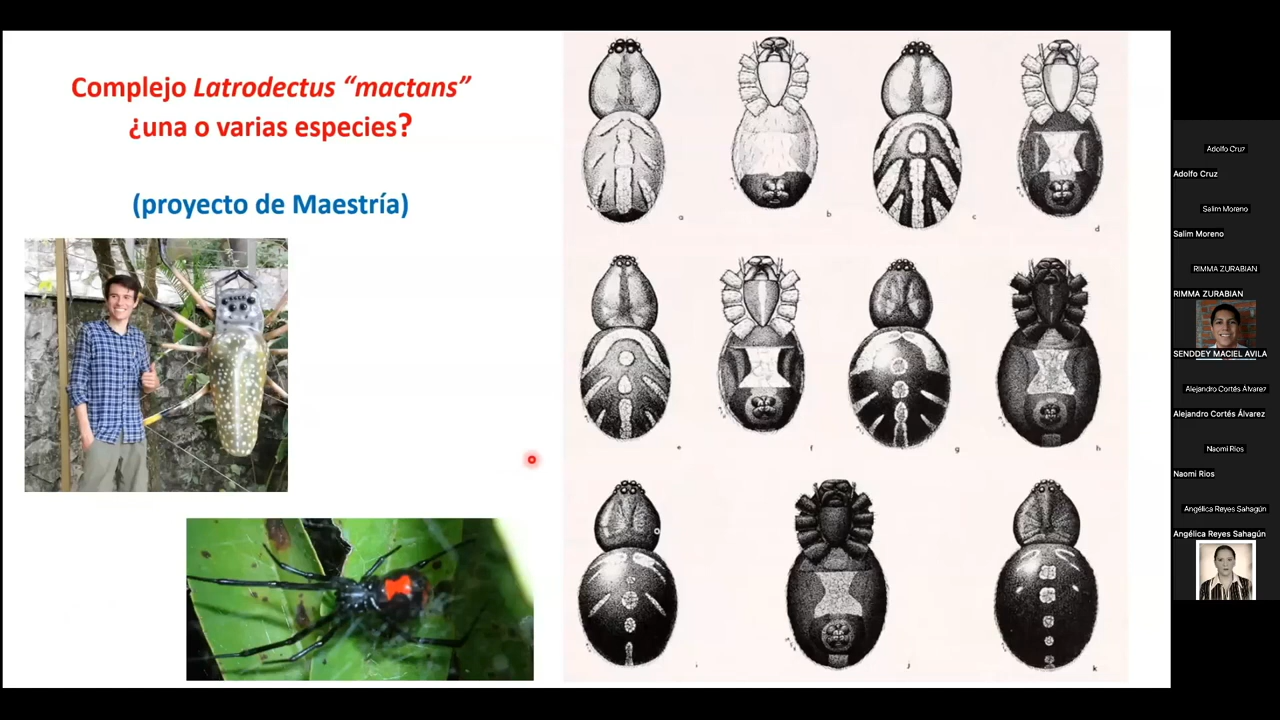 Complejo Latrodectus “mactans”
¿una o varias especies?
(proyecto de Maestría)
a
b
c
d
e
f
g
h
i
j
k
Adolfo Cruz
Adolfo Cruz
Salim Moreno
Salim Moreno
RIMMA ZURABIAN
RIMMA ZURABIAN
SENDDEY MACIEL AVILA
Alejandro Cortés Álvarez
Alejandro Cortés Álvarez
Naomi Rios
Naomi Rios
Angélica Reyes Sahagún
Angélica Reyes Sahagún